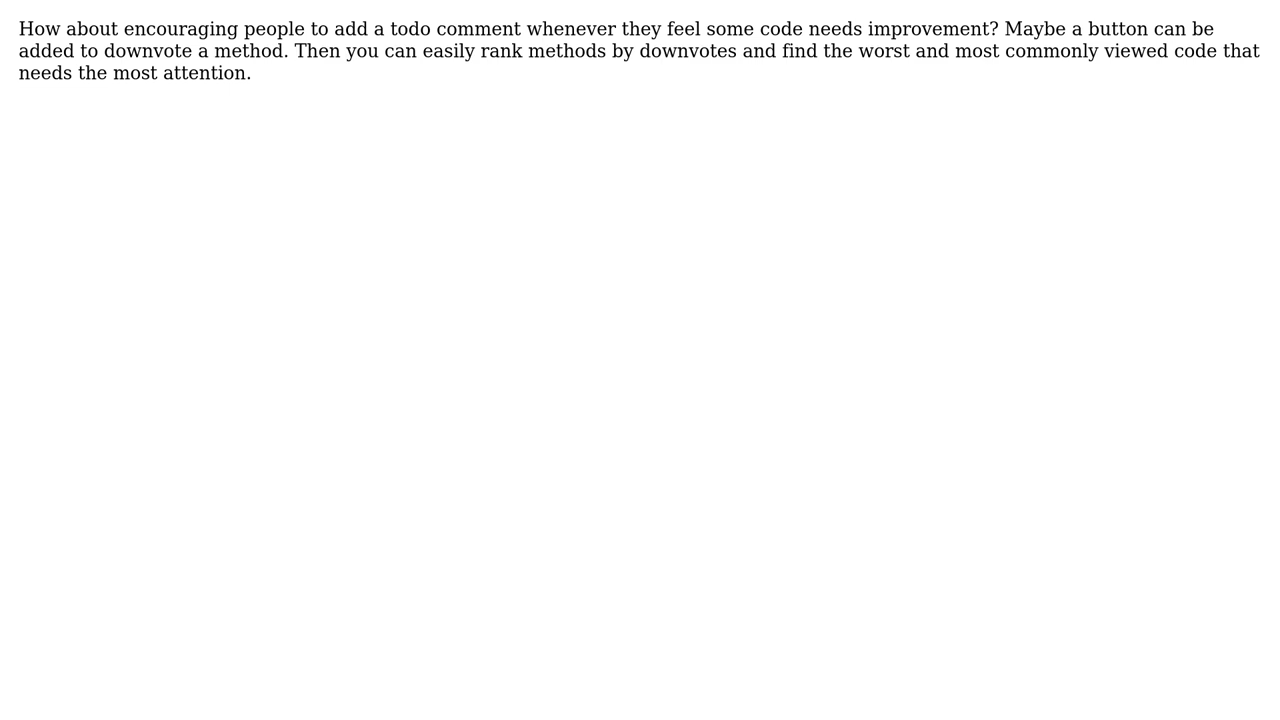 How about encouraging people to add a todo comment whenever they feel some code needs improvement? Maybe a button can be
added to downvote a method. Then you can easily rank methods by downvotes and find the worst and most commonly viewed code that
needs the most attention.